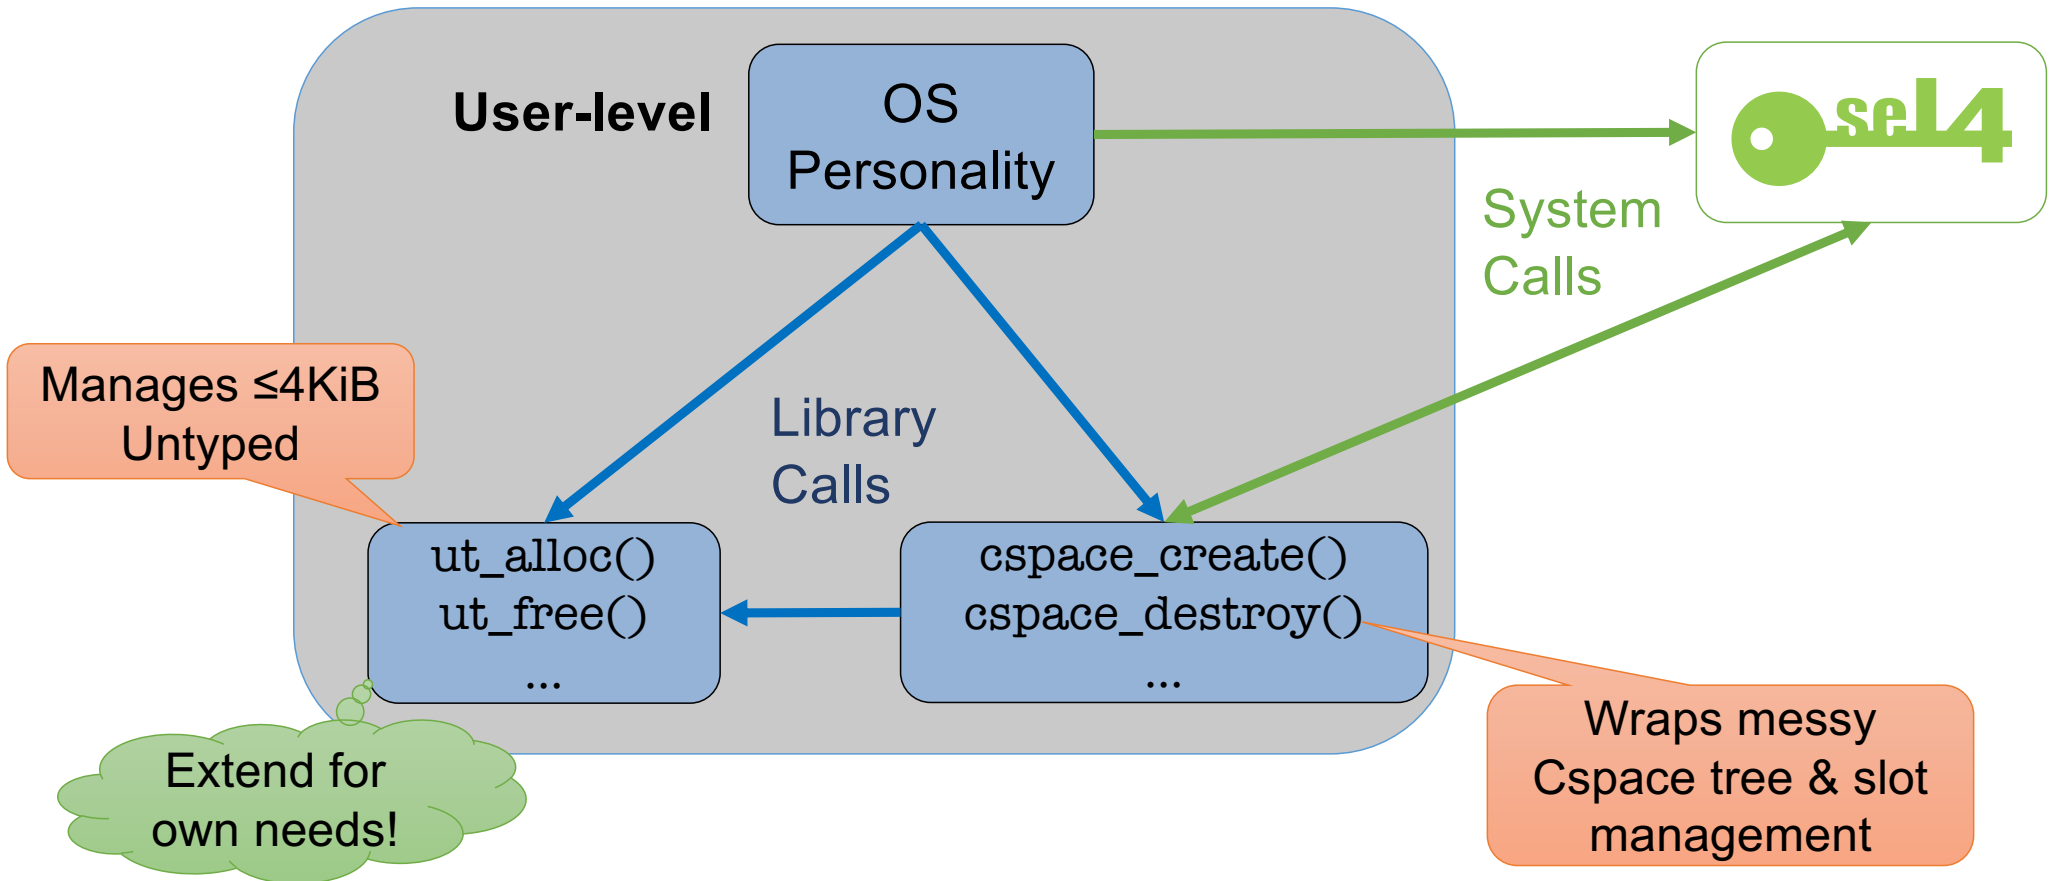 User-level
OS
Personality
seL4
System
Calls
Manages ≤4KiB
Untyped
Library
Calls
ut_alloc()
ut_free()
...
cspace_create()
cspace_destroy()
...
Extend for
own needs!
Wraps messy
Cspace tree & slot
management